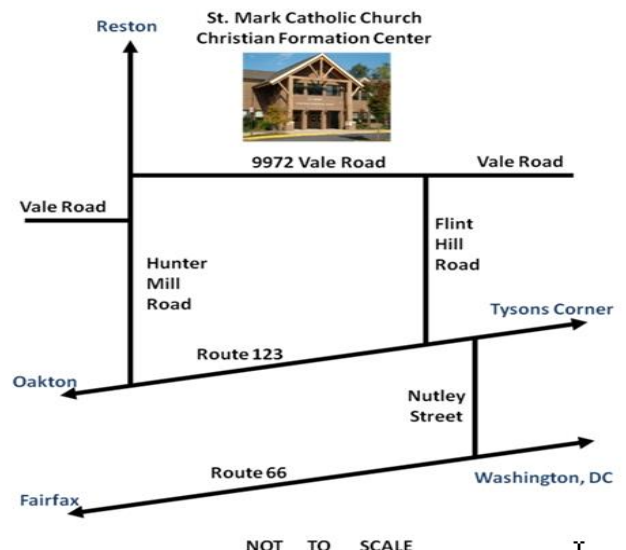 St. Mark Catholic Church
Christian Formation Center
Reston
9972 Vale Road
Vale Road
Vale Road
Flint
Hill
Road
Hunter
Mill
Road
Tysons Corner
Route 123
Oakton
Nutley
Street
Route 66
Washington, DC
Fairfax
NOT TO SCALE